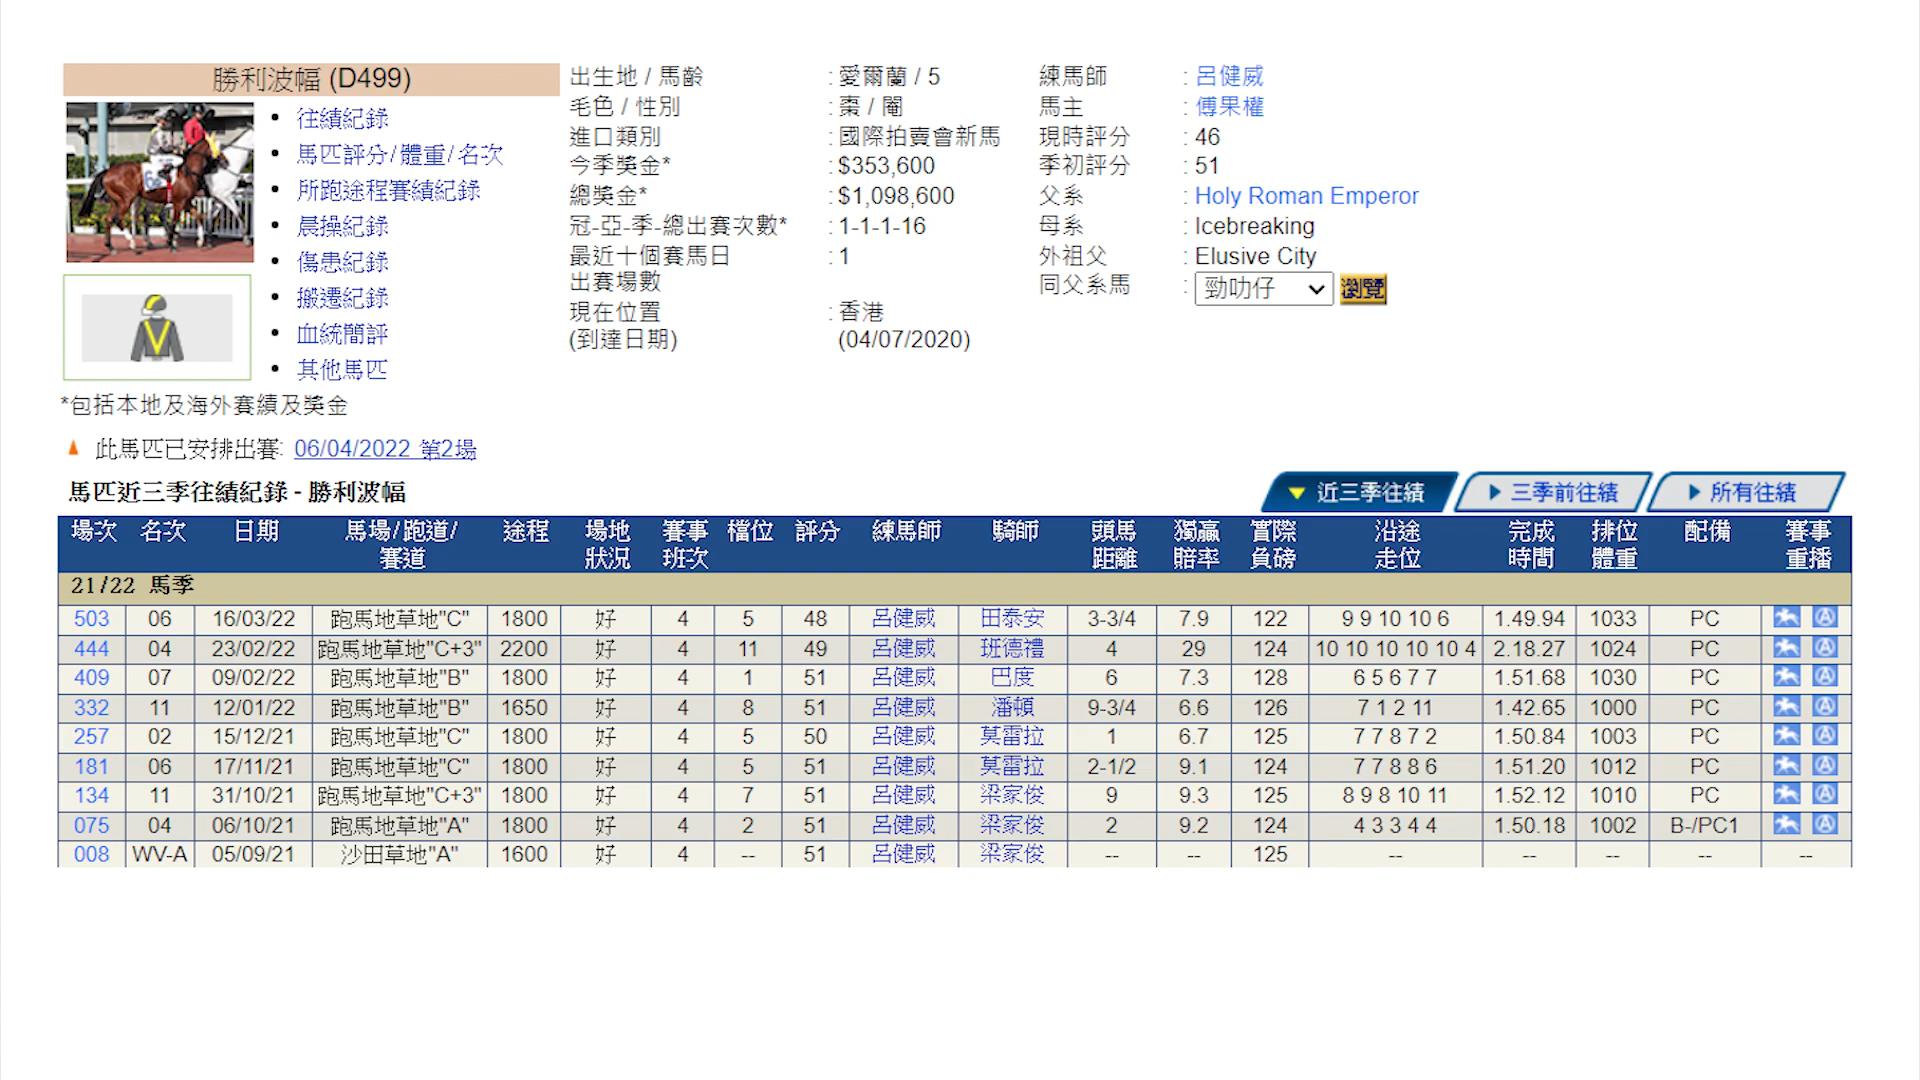 勝利波幅 (D499)
• 往績紀錄
• 馬匹評分/體重/名次
• 所跑途程賽績紀錄
• 晨操紀錄
• 傷患紀錄
• 搬遷紀錄
• 血統簡評
• 其他馬匹
出生地 / 馬齡 : 愛爾蘭 / 5
毛色 / 性別 : 棗 / 閹
進口類別 : 國際拍賣會新馬
今季獎金* : $353,600
總獎金* : $1,098,600
冠-亞-季-總出賽次數* : 1-1-1-16
最近十個賽馬日 : 1
出賽場數
現在位置 : 香港
(到達日期) (04/07/2020)
練馬師 : 呂健威
馬主 : 傅果權
現時評分 : 46
季初評分 : 51
父系 : Holy Roman Emperor
母系 : Icebreaking
外祖父 : Elusive City
同父系馬 : 勁叻仔 瀏覽
*包括本地及海外賽績及獎金
此馬匹已安排出賽: 06/04/2022 第2場
馬匹近三季往績紀錄 - 勝利波幅
近三季往績 三季前往績 所有往績
場次 名次 日期 馬場/跑道/賽道 途程 場地狀況 賽事班次 檔位 評分 練馬師 騎師 頭馬距離 獨贏賠率 實際負磅 沿途走位 完成時間 排位體重 配備 賽事重播
21/22 馬季
503 06 16/03/22 跑馬地草地"C" 1800 好 4 5 48 呂健威 田泰安 3-3/4 7.9 122 9 9 10 10 6 1.49.94 1033 PC
444 04 23/02/22 跑馬地草地"C+3" 2200 好 4 11 49 呂健威 班德禮 4 29 124 10 10 10 10 10 4 2.18.27 1024 PC
409 07 09/02/22 跑馬地草地"B" 1800 好 4 1 51 呂健威 巴度 6 7.3 128 6 5 6 7 7 1.51.68 1030 PC
332 11 12/01/22 跑馬地草地"B" 1650 好 4 8 51 呂健威 潘頓 9-3/4 6.6 126 7 1 2 11 1.42.65 1000 PC
257 02 15/12/21 跑馬地草地"C" 1800 好 4 5 50 呂健威 莫雷拉 1 6.7 125 7 7 8 7 2 1.50.84 1003 PC
181 06 17/11/21 跑馬地草地"C" 1800 好 4 5 51 呂健威 莫雷拉 2-1/2 9.1 124 7 7 8 8 6 1.51.20 1012 PC
134 11 31/10/21 跑馬地草地"C+3" 1800 好 4 7 51 呂健威 梁家俊 9 9.3 125 8 9 8 10 11 1.52.12 1010 PC
075 04 06/10/21 跑馬地草地"A" 1800 好 4 2 51 呂健威 梁家俊 2 9.2 124 4 3 3 4 4 1.50.18 1002 B-/PC1
008 WV-A 05/09/21 沙田草地"A" 1600 好 4 -- 51 呂健威 梁家俊 -- -- 125 -- -- -- -- --